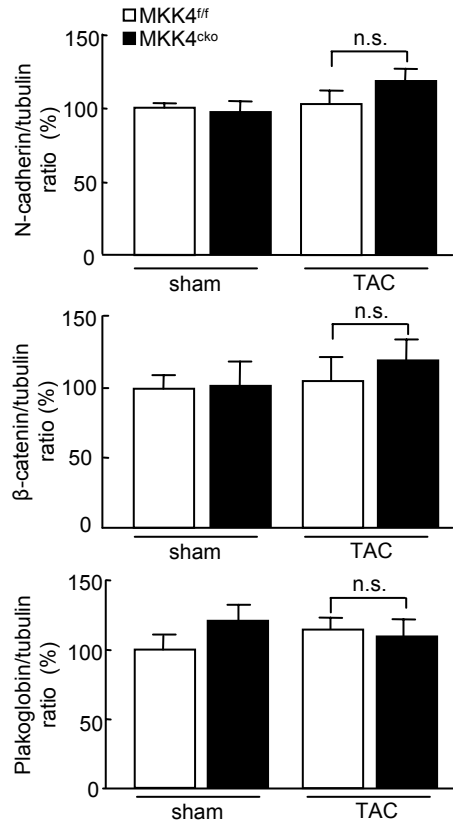 MKK4f/f
MKK4cko
N-cadherin/tubulin
ratio (%)
150
100
50
0
n.s.
sham
TAC
β-catenin/tubulin
ratio (%)
150
100
50
0
n.s.
sham
TAC
Plakoglobin/tubulin
ratio (%)
150
100
50
0
n.s.
sham
TAC